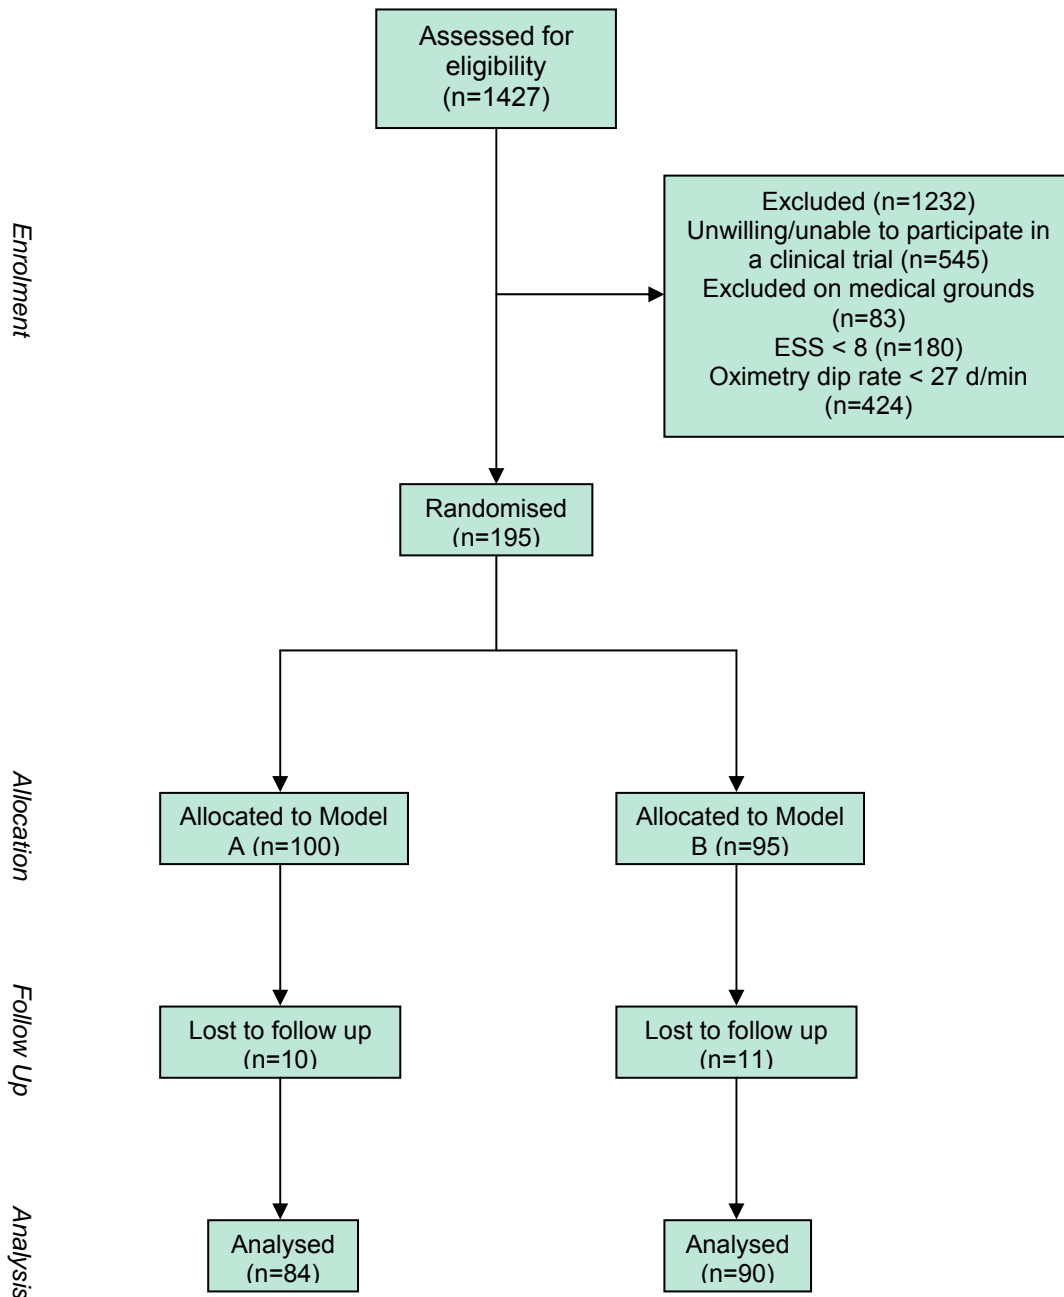 Assessed for
eligibility
(n=1427)
Enrolment
Excluded (n=1232)
Unwilling/unable to participate in
a clinical trial (n=545)
Excluded on medical grounds
(n=83)
ESS < 8 (n=180)
Oximetry dip rate < 27 d/min
(n=424)
Randomised
(n=195)
Allocation
Allocated to Model
A (n=100)
Allocated to Model
B (n=95)
Follow Up
Lost to follow up
(n=10)
Lost to follow up
(n=11)
Analysis
Analysed
(n=84)
Analysed
(n=90)